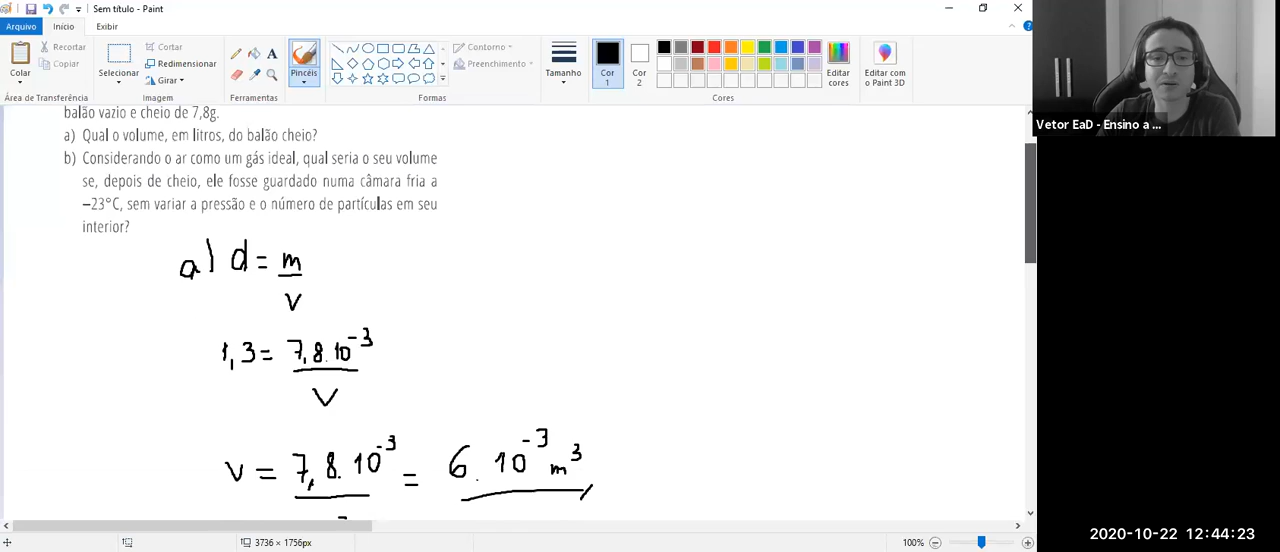 Sem título - Paint
Arquivo Início Exibir
Colar
Recortar
Copiar
Área de Transferência
Selecionar
Cortar
Redimensionar
Girar
Imagem
A
Ferramentas
Pincéis
Contorno
Preenchimento
Formas
Tamanho
Cor
1
Cor
2
Editar
cores
Cores
Editar com
o Paint 3D
Vetor EaD - Ensino a ...
balão vazio e cheio de 7,8g.
a) Qual o volume, em litros, do balão cheio?
b) Considerando o ar como um gás ideal, qual seria o seu volume
se, depois de cheio, ele fosse guardado numa câmara fria a
–23°C, sem variar a pressão e o número de partículas em seu
interior?
a) d = m
v
1,3 = 7,8.10⁻³
V
v = 7,8.10⁻³ = 6.10⁻³ m³
3736 × 1756px
100%
2020-10-22 12:44:23